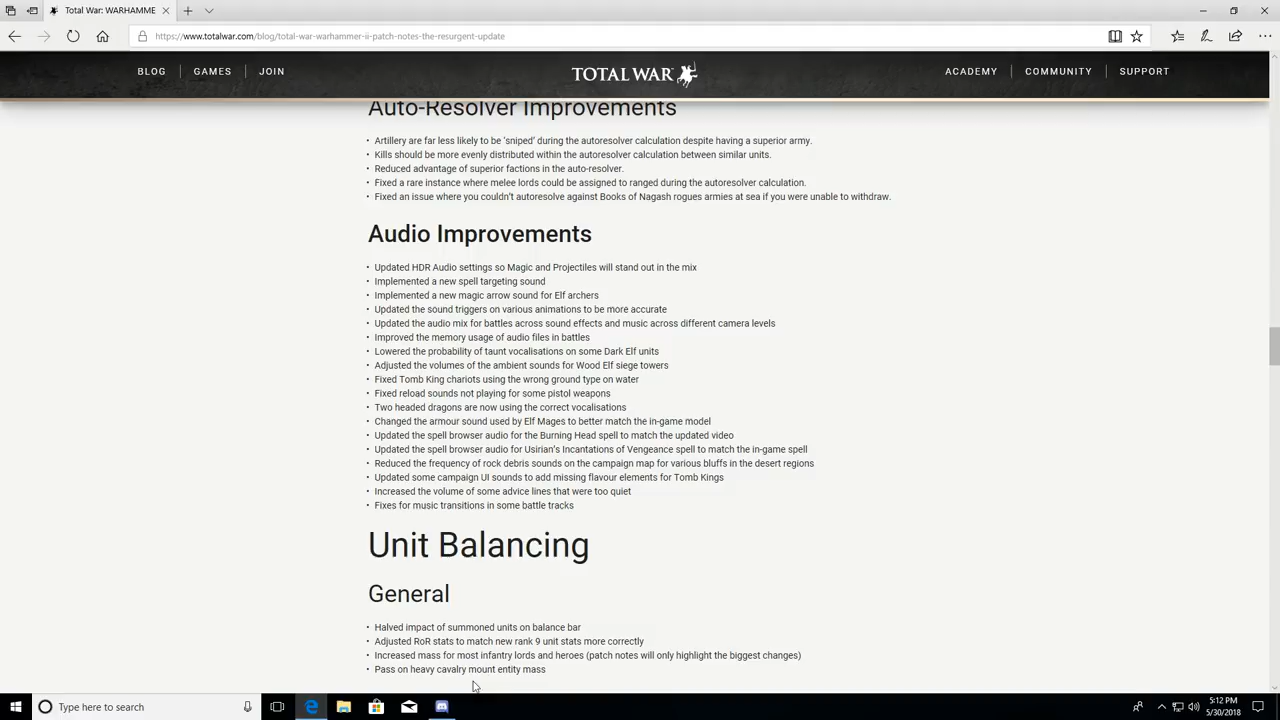 Total War: WARHAMME
https://www.totalwar.com/blog/total-war-warhammer-ii-patch-notes-the-resurgent-update
BLOG GAMES JOIN TOTAL WAR ACADEMY COMMUNITY SUPPORT
Auto-Resolver Improvements
• Artillery are far less likely to be 'sniped' during the autoresolver calculation despite having a superior army.
• Kills should be more evenly distributed within the autoresolver calculation between similar units.
• Reduced advantage of superior factions in the auto-resolver.
• Fixed a rare instance where melee lords could be assigned to ranged during the autoresolver calculation.
• Fixed an issue where you couldn't autoresolve against Books of Nagash rogues armies at sea if you were unable to withdraw.
Audio Improvements
• Updated HDR Audio settings so Magic and Projectiles will stand out in the mix
• Implemented a new spell targeting sound
• Implemented a new magic arrow sound for Elf archers
• Updated the sound triggers on various animations to be more accurate
• Updated the audio mix for battles across sound effects and music across different camera levels
• Improved the memory usage of audio files in battles
• Lowered the probability of taunt vocalisations on some Dark Elf units
• Adjusted the volumes of the ambient sounds for Wood Elf siege towers
• Fixed Tomb King chariots using the wrong ground type on water
• Fixed reload sounds not playing for some pistol weapons
• Two headed dragons are now using the correct vocalisations
• Changed the armour sound used by Elf Mages to better match the in-game model
• Updated the spell browser audio for the Burning Head spell to match the updated video
• Updated the spell browser audio for Usirian's Incantations of Vengeance spell to match the in-game spell
• Reduced the frequency of rock debris sounds on the campaign map for various bluffs in the desert regions
• Updated some campaign UI sounds to add missing flavour elements for Tomb Kings
• Increased the volume of some advice lines that were too quiet
• Fixes for music transitions in some battle tracks
Unit Balancing
General
• Halved impact of summoned units on balance bar
• Adjusted RoR stats to match new rank 9 unit stats more correctly
• Increased mass for most infantry lords and heroes (patch notes will only highlight the biggest changes)
• Pass on heavy cavalry mount entity mass
Type here to search
5:12 PM
5/30/2018